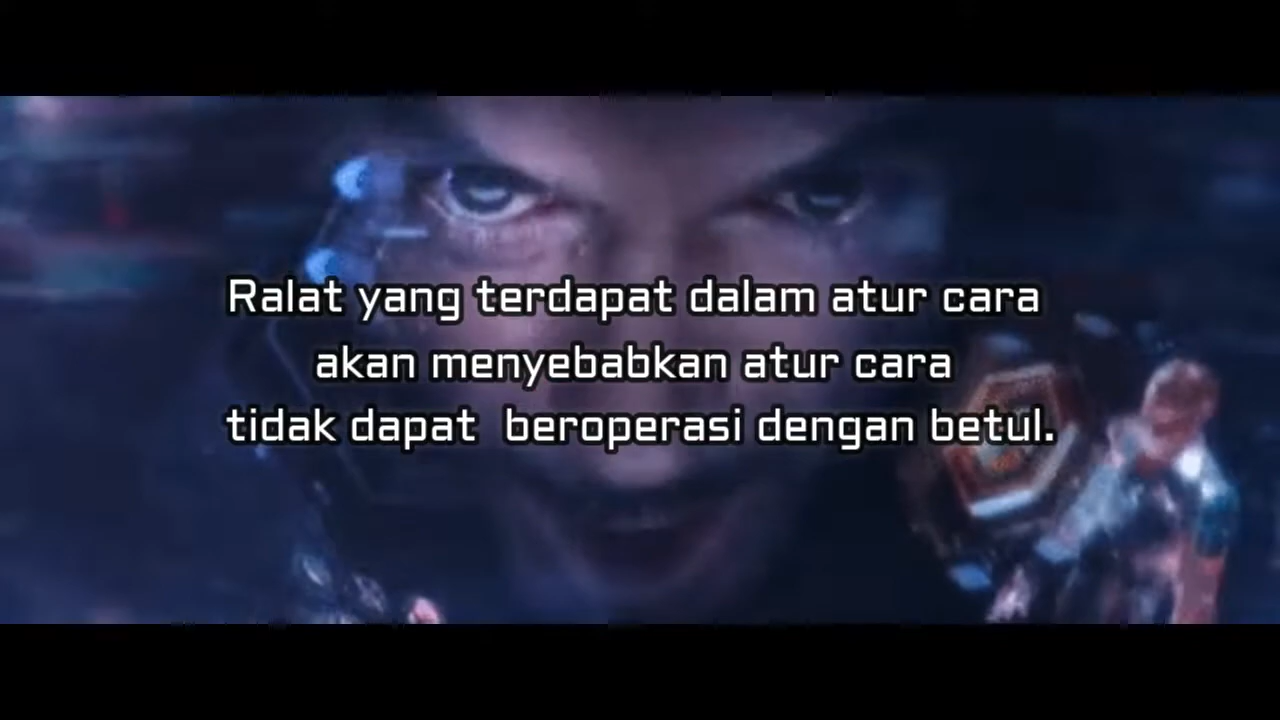 Ralat yang terdapat dalam atur cara
akan menyebabkan atur cara
tidak dapat  beroperasi dengan betul.